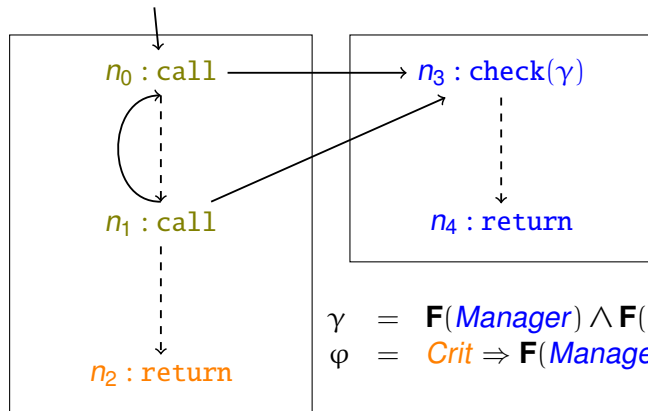 n₀ : call
n₃ : check(γ)
n₁ : call
n₄ : return
γ = F(Manager) ∧ F(
n₂ : return
φ = Crit ⇒ F(Manage